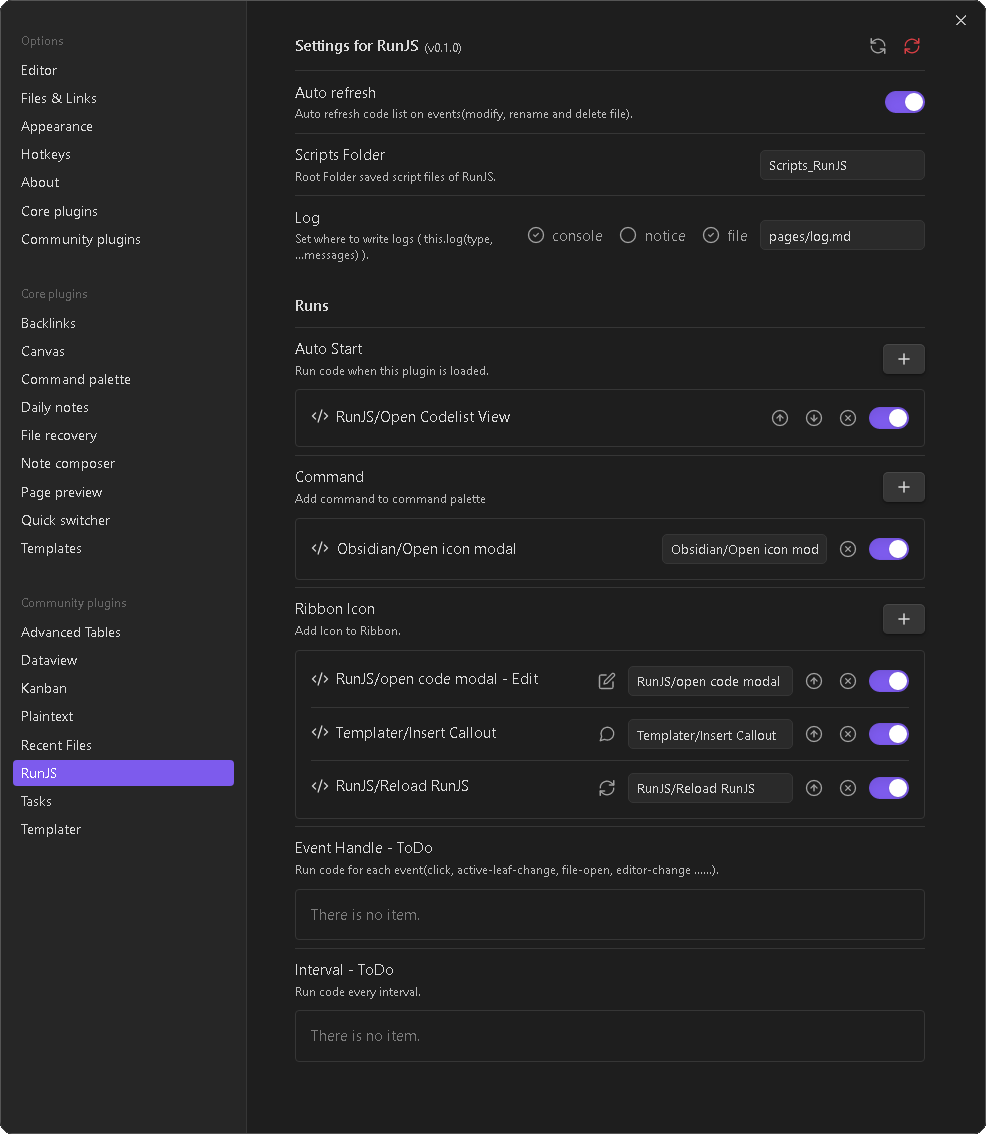 Options
Editor
Files & Links
Appearance
Hotkeys
About
Core plugins
Community plugins
Core plugins
Backlinks
Canvas
Command palette
Daily notes
File recovery
Note composer
Page preview
Quick switcher
Templates
Community plugins
Advanced Tables
Dataview
Kanban
Plaintext
Recent Files
RunJS
Tasks
Templater
Settings for RunJS (v0.1.0)
Auto refresh
Auto refresh code list on events(modify, rename and delete file).
Scripts Folder
Root Folder saved script files of RunJS.
Scripts_RunJS
Log
Set where to write logs ( this.log(type,
...messages) ).
console notice file pages/log.md
Runs
Auto Start
Run code when this plugin is loaded.
RunJS/Open Codelist View
Command
Add command to command palette
Obsidian/Open icon modal Obsidian/Open icon mod
Ribbon Icon
Add Icon to Ribbon.
RunJS/open code modal - Edit RunJS/open code modal
Templater/Insert Callout Templater/Insert Callout
RunJS/Reload RunJS RunJS/Reload RunJS
Event Handle - ToDo
Run code for each event(click, active-leaf-change, file-open, editor-change ......).
There is no item.
Interval - ToDo
Run code every interval.
There is no item.